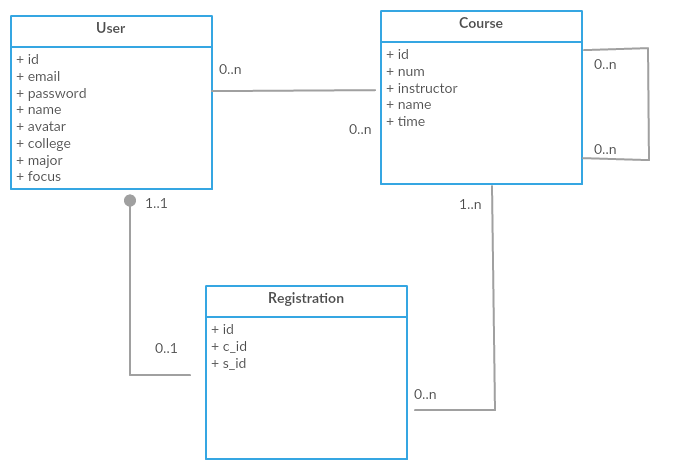 User
+ id
+ email
+ password
+ name
+ avatar
+ college
+ major
+ focus
0..n
0..n
Course
+ id
+ num
+ instructor
+ name
+ time
0..n
0..n
1..1
1..n
0..1
Registration
+ id
+ c_id
+ s_id
0..n